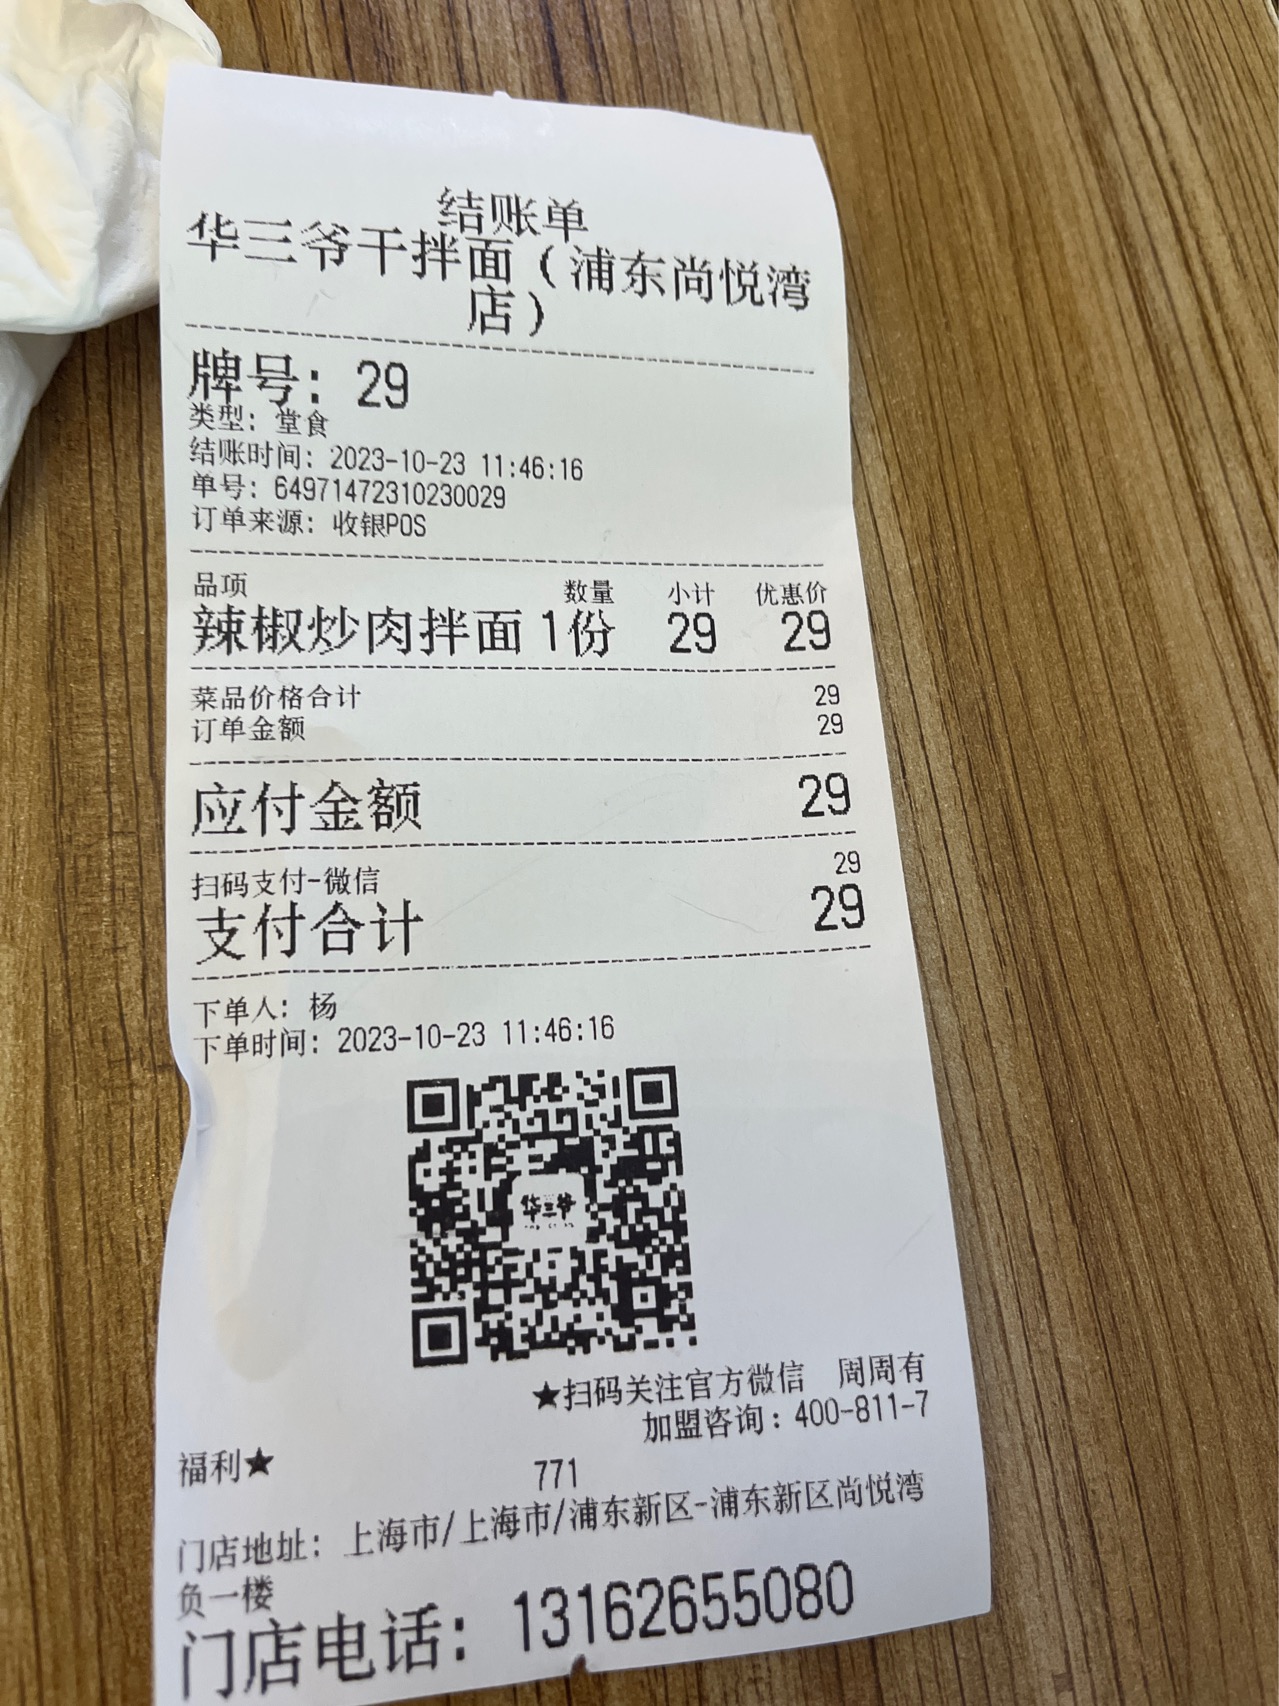 结账单
华三爷干拌面（浦东尚悦湾
店）
牌号：29
类型：堂食
结账时间：2023-10-23 11:46:16
单号：64971472310230029
订单来源：收银POS
品项 数量 小计 优惠价
辣椒炒肉拌面 1份 29 29
菜品价格合计 29
订单金额 29
应付金额 29
扫码支付-微信 29
支付合计 29
下单人：杨
下单时间：2023-10-23 11:46:16
华三爷
★扫码关注官方微信 周周有
福利★
加盟咨询：400-811-7
771
门店地址：上海市/上海市/浦东新区-浦东新区尚悦湾
负一楼
门店电话：13162655080